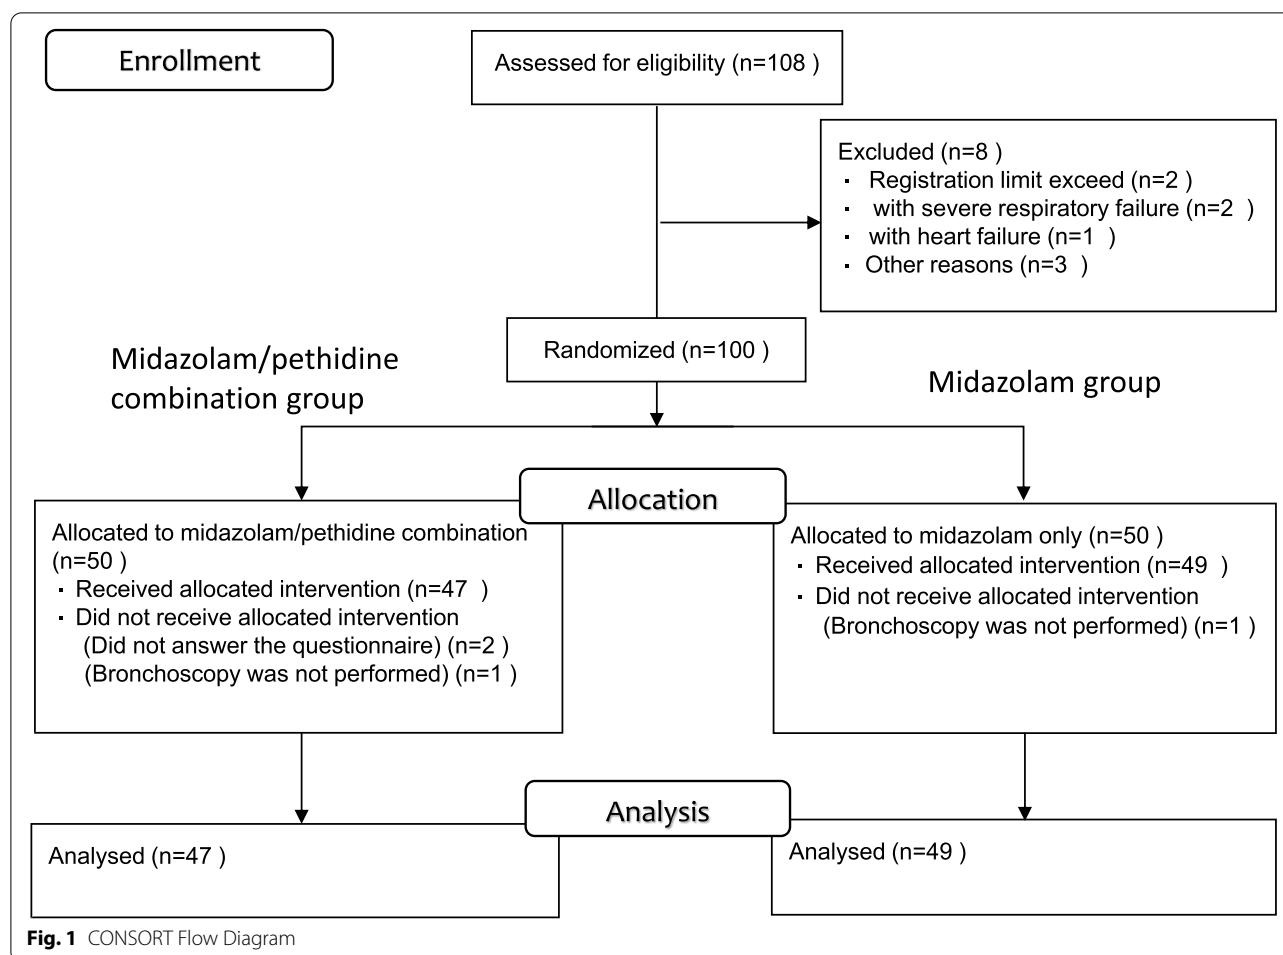 Enrollment
Assessed for eligibility (n=108 )
Excluded (n=8 )
· Registration limit exceed (n=2 )
· with severe respiratory failure (n=2 )
· with heart failure (n=1 )
· Other reasons (n=3 )
Randomized (n=100 )
Midazolam/pethidine
combination group
Midazolam group
Allocation
Allocated to midazolam/pethidine combination
(n=50 )
· Received allocated intervention (n=47 )
· Did not receive allocated intervention
(Did not answer the questionnaire) (n=2 )
(Bronchoscopy was not performed) (n=1 )
Allocated to midazolam only (n=50 )
· Received allocated intervention (n=49 )
· Did not receive allocated intervention
(Bronchoscopy was not performed) (n=1 )
Analysis
Analysed (n=47 )
Analysed (n=49 )
Fig. 1 CONSORT Flow Diagram